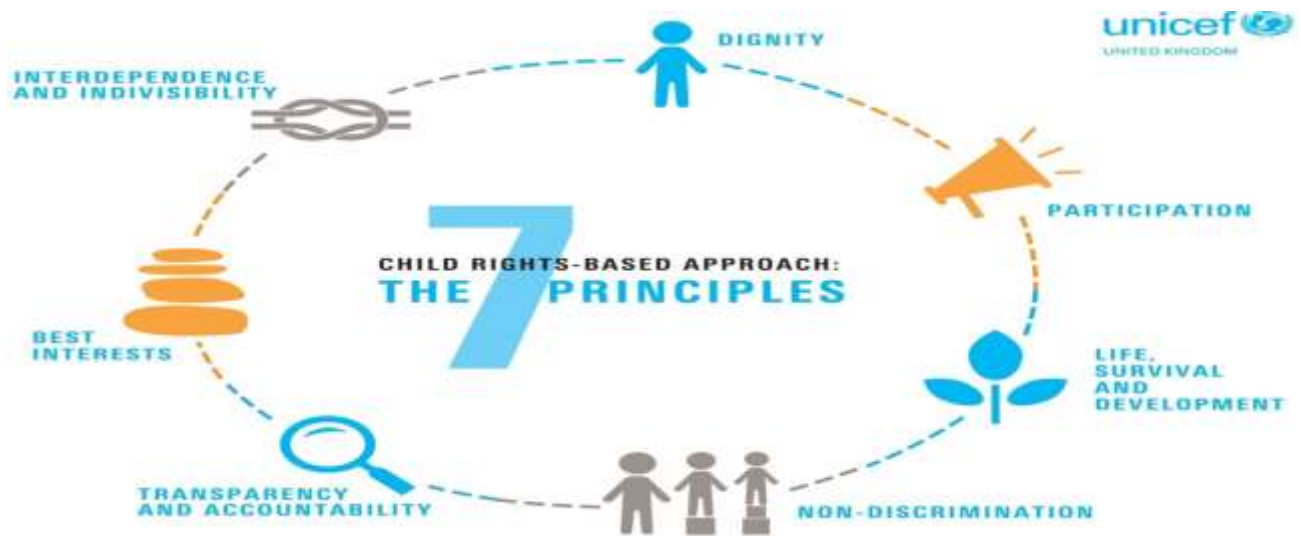 unicef
UNITED KINGDOM
DIGNITY
INTERDEPENDENCE
AND INDIVISIBILITY
PARTICIPATION
7
CHILD RIGHTS-BASED APPROACH:
THE PRINCIPLES
BEST
INTERESTS
LIFE,
SURVIVAL
AND
DEVELOPMENT
TRANSPARENCY
AND ACCOUNTABILITY
NON-DISCRIMINATION